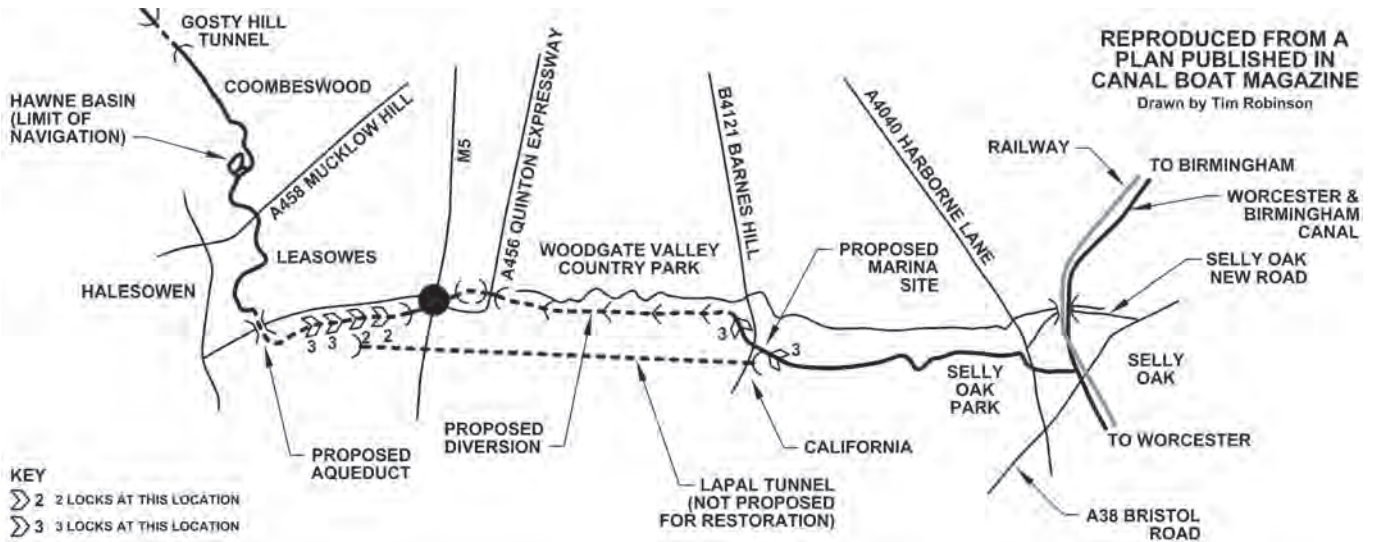 GOSTY HILL
TUNNEL
COOMBESWOOD
HAWNE BASIN
(LIMIT OF
NAVIGATION)
A458 MUCKLOW HILL
M5
A456 QUINTON EXPRESSWAY
B4121 BARNES HILL
A4040 HARBORNE LANE
REPRODUCED FROM A
PLAN PUBLISHED IN
CANAL BOAT MAGAZINE
Drawn by Tim Robinson
RAILWAY
TO BIRMINGHAM
WORCESTER &
BIRMINGHAM
CANAL
SELLY OAK
NEW ROAD
LEASOWES
HALESOWEN
WOODGATE VALLEY
COUNTRY PARK
PROPOSED
MARINA
SITE
3 3 2 2
3
3
SELLY
OAK
PARK
SELLY
OAK
PROPOSED
AQUEDUCT
PROPOSED
DIVERSION
CALIFORNIA
TO WORCESTER
LAPAL TUNNEL
(NOT PROPOSED
FOR RESTORATION)
A38 BRISTOL
ROAD
KEY
2 2 LOCKS AT THIS LOCATION
3 3 LOCKS AT THIS LOCATION